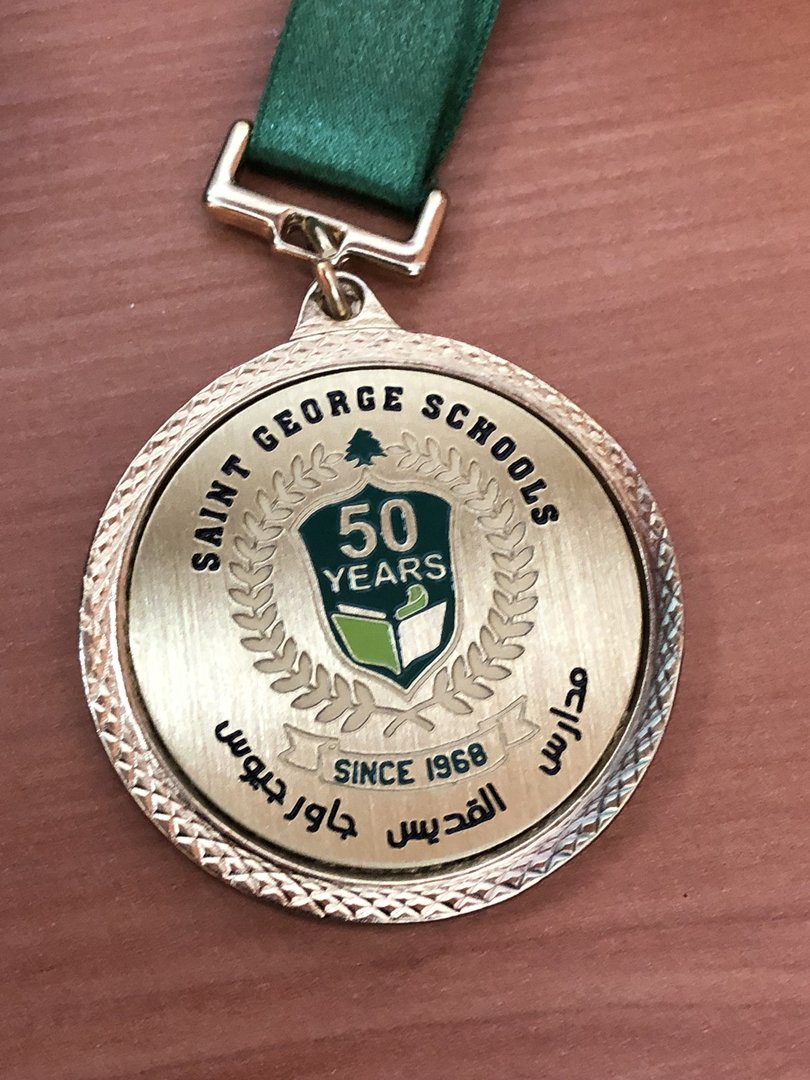 SAINT GEORGE SCHOOLS
50
YEARS
SINCE 1968
مدارس القديس جاورجيوس